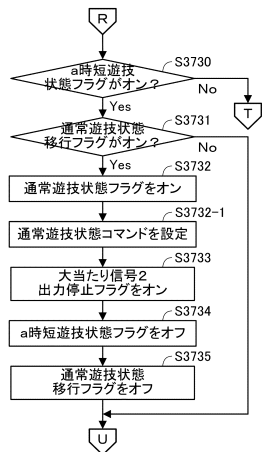 R
S3730
a時短遊技
状態フラグがオン?
No
T
Yes
S3731
通常遊技状態
移行フラグがオン?
No
Yes
S3732
通常遊技状態フラグをオン
S3732-1
通常遊技状態コマンドを設定
S3733
大当たり信号2
出力停止フラグをオン
S3734
a時短遊技状態フラグをオフ
S3735
通常遊技状態
移行フラグをオフ
U